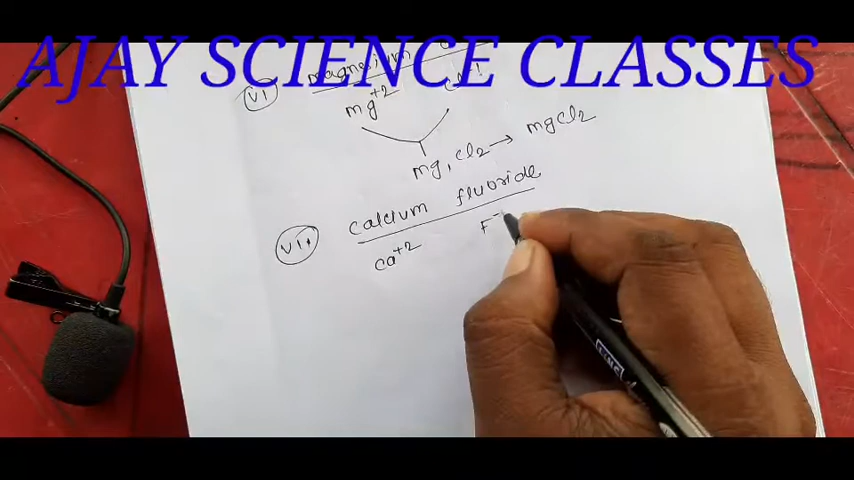 AJAY SCIENCE CLASSES
vi magnesium
mg+2
mg, cl2 → mgcl2
vii calcium fluoride
ca+2 F-